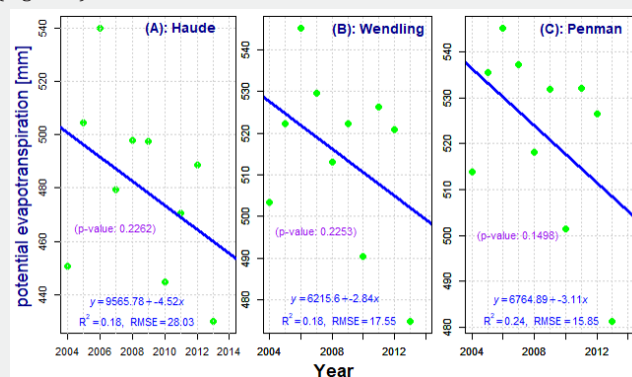 potential evapotranspiration [mm]
(A): Haude
540
520
500
480
460
440
(p-value: 0.2262)
y=9565.78+-4.52x
R²=0.18, RMSE=28.03
2004 2006 2008 2010 2012 2014
(B): Wendling
540
530
520
510
500
490
480
(p-value: 0.2253)
y=6215.6+-2.84x
R²=0.18, RMSE=17.55
2004 2006 2008 2012
(C): Penman
540
530
520
510
500
490
480
(p-value: 0.1498)
y=6764.89+-3.11x
R²=0.24, RMSE=15.85
2004 2006 2009 2012
Year